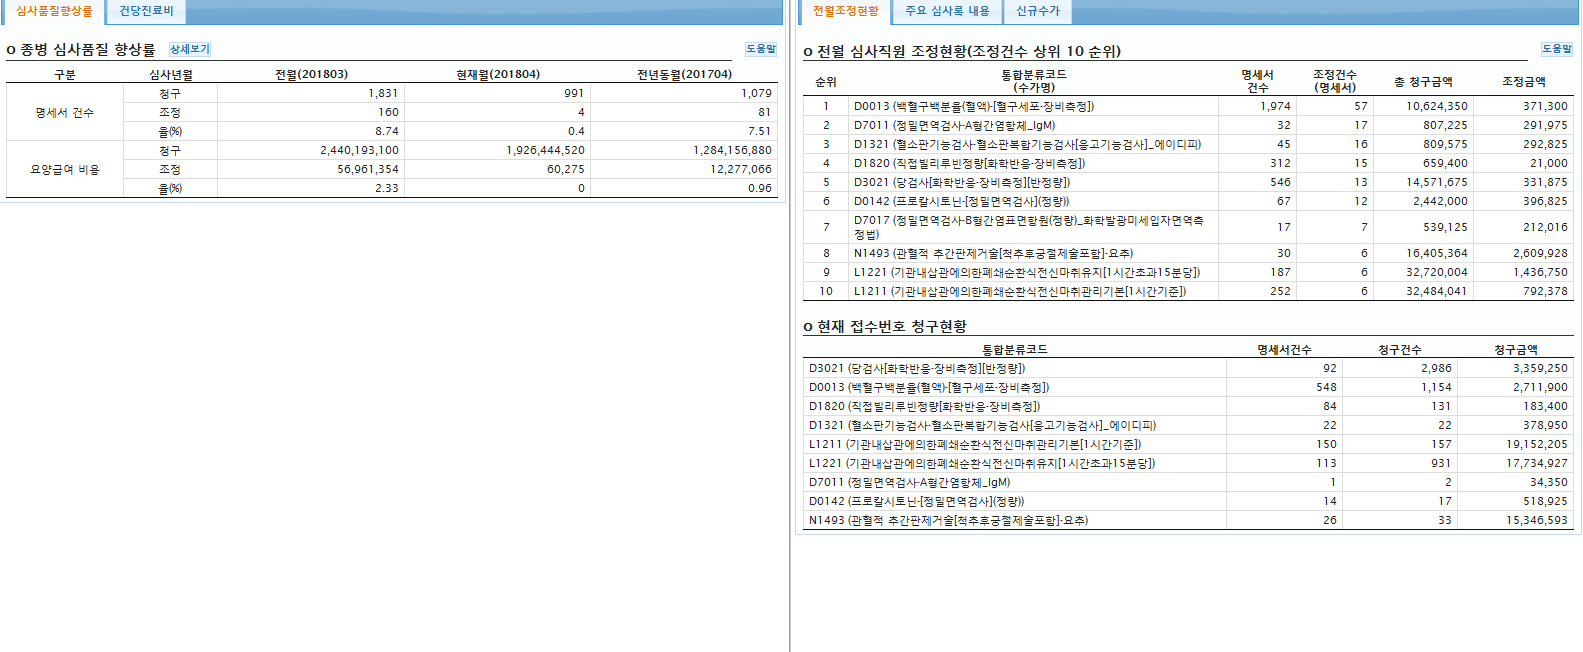 심사품질향상률 건당진료비
ㅇ 종병 심사품질 향상률 상세보기 도움말
구분 심사년월 전월(201803) 현재월(201804) 전년동월(201704)
명세서 건수 청구 1,831 991 1,079
조정 160 4 81
율(%) 8.74 0.4 7.51
요양급여 비용 청구 2,440,193,100 1,926,444,520 1,284,156,880
조정 56,961,354 60,275 12,277,066
율(%) 2.33 0 0.96
전월조정현황 주요 심사록 내용 신규수가
ㅇ 전월 심사직원 조정현황(조정건수 상위 10 순위) 도움말
순위 통합분류코드 (수가명) 명세서 건수 조정건수 (명세서) 총 청구금액 조정금액
1 D0013 (백혈구백분율(혈액)-[혈구세포-장비측정]) 1,974 57 10,624,350 371,300
2 D7011 (정밀면역검사-A형간염항체_IgM) 32 17 807,225 291,975
3 D1321 (혈소판기능검사-혈소판복합기능검사[응고기능검사]_에이디피) 45 16 809,575 292,825
4 D1820 (직접빌리루빈정량[화학반응-장비측정]) 312 15 659,400 21,000
5 D3021 (당검사[화학반응-장비측정][반정량]) 546 13 14,571,675 331,875
6 D0142 (프로칼시토닌-[정밀면역검사](정량)) 67 12 2,442,000 396,825
7 D7017 (정밀면역검사-B형간염표면항원(정량)_화학발광미세입자면역측
정법) 17 7 539,125 212,016
8 N1493 (관혈적 추간판제거술[척추후궁절제술포함]-요추) 30 6 16,405,364 2,609,928
9 L1221 (기관내삽관에의한폐쇄순환식전신마취유지[1시간초과15분당]) 187 6 32,720,004 1,436,750
10 L1211 (기관내삽관에의한폐쇄순환식전신마취관리기본[1시간기준]) 252 6 32,484,041 792,378
ㅇ 현재 접수번호 청구현황
통합분류코드 명세서건수 청구건수 청구금액
D3021 (당검사[화학반응-장비측정][반정량]) 92 2,986 3,359,250
D0013 (백혈구백분율(혈액)-[혈구세포-장비측정]) 548 1,154 2,711,900
D1820 (직접빌리루빈정량[화학반응-장비측정]) 84 131 183,400
D1321 (혈소판기능검사-혈소판복합기능검사[응고기능검사]_에이디피) 22 22 378,950
L1211 (기관내삽관에의한폐쇄순환식전신마취관리기본[1시간기준]) 150 157 19,152,205
L1221 (기관내삽관에의한폐쇄순환식전신마취유지[1시간초과15분당]) 113 931 17,734,927
D7011 (정밀면역검사-A형간염항체_IgM) 1 2 34,350
D0142 (프로칼시토닌-[정밀면역검사](정량)) 14 17 518,925
N1493 (관혈적 추간판제거술[척추후궁절제술포함]-요추) 26 33 15,346,593